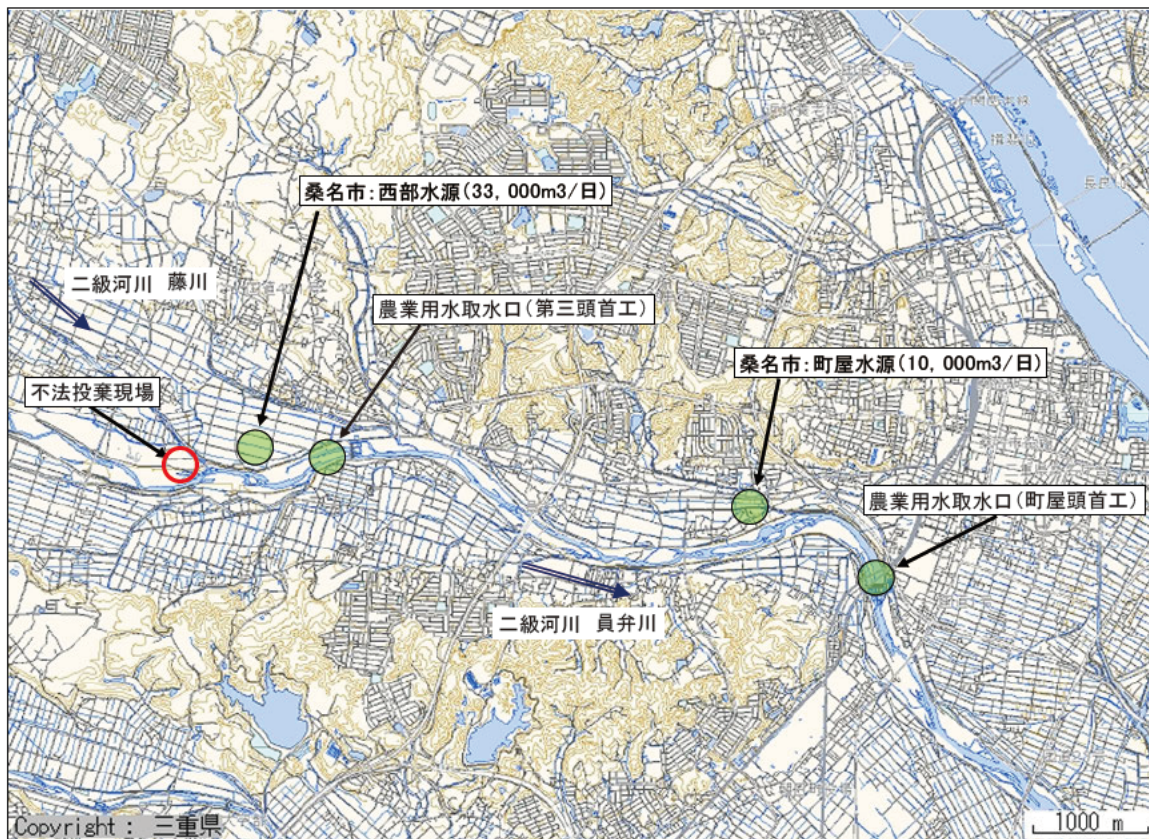 桑名市:西部水源(33,000m3/日)
二級河川 藤川
農業用水取水口(第三頭首工)
桑名市:町屋水源(10,000m3/日)
不法投棄現場
農業用水取水口(町屋頭首工)
二級河川 員弁川
Copyright : 三重県
1000 m